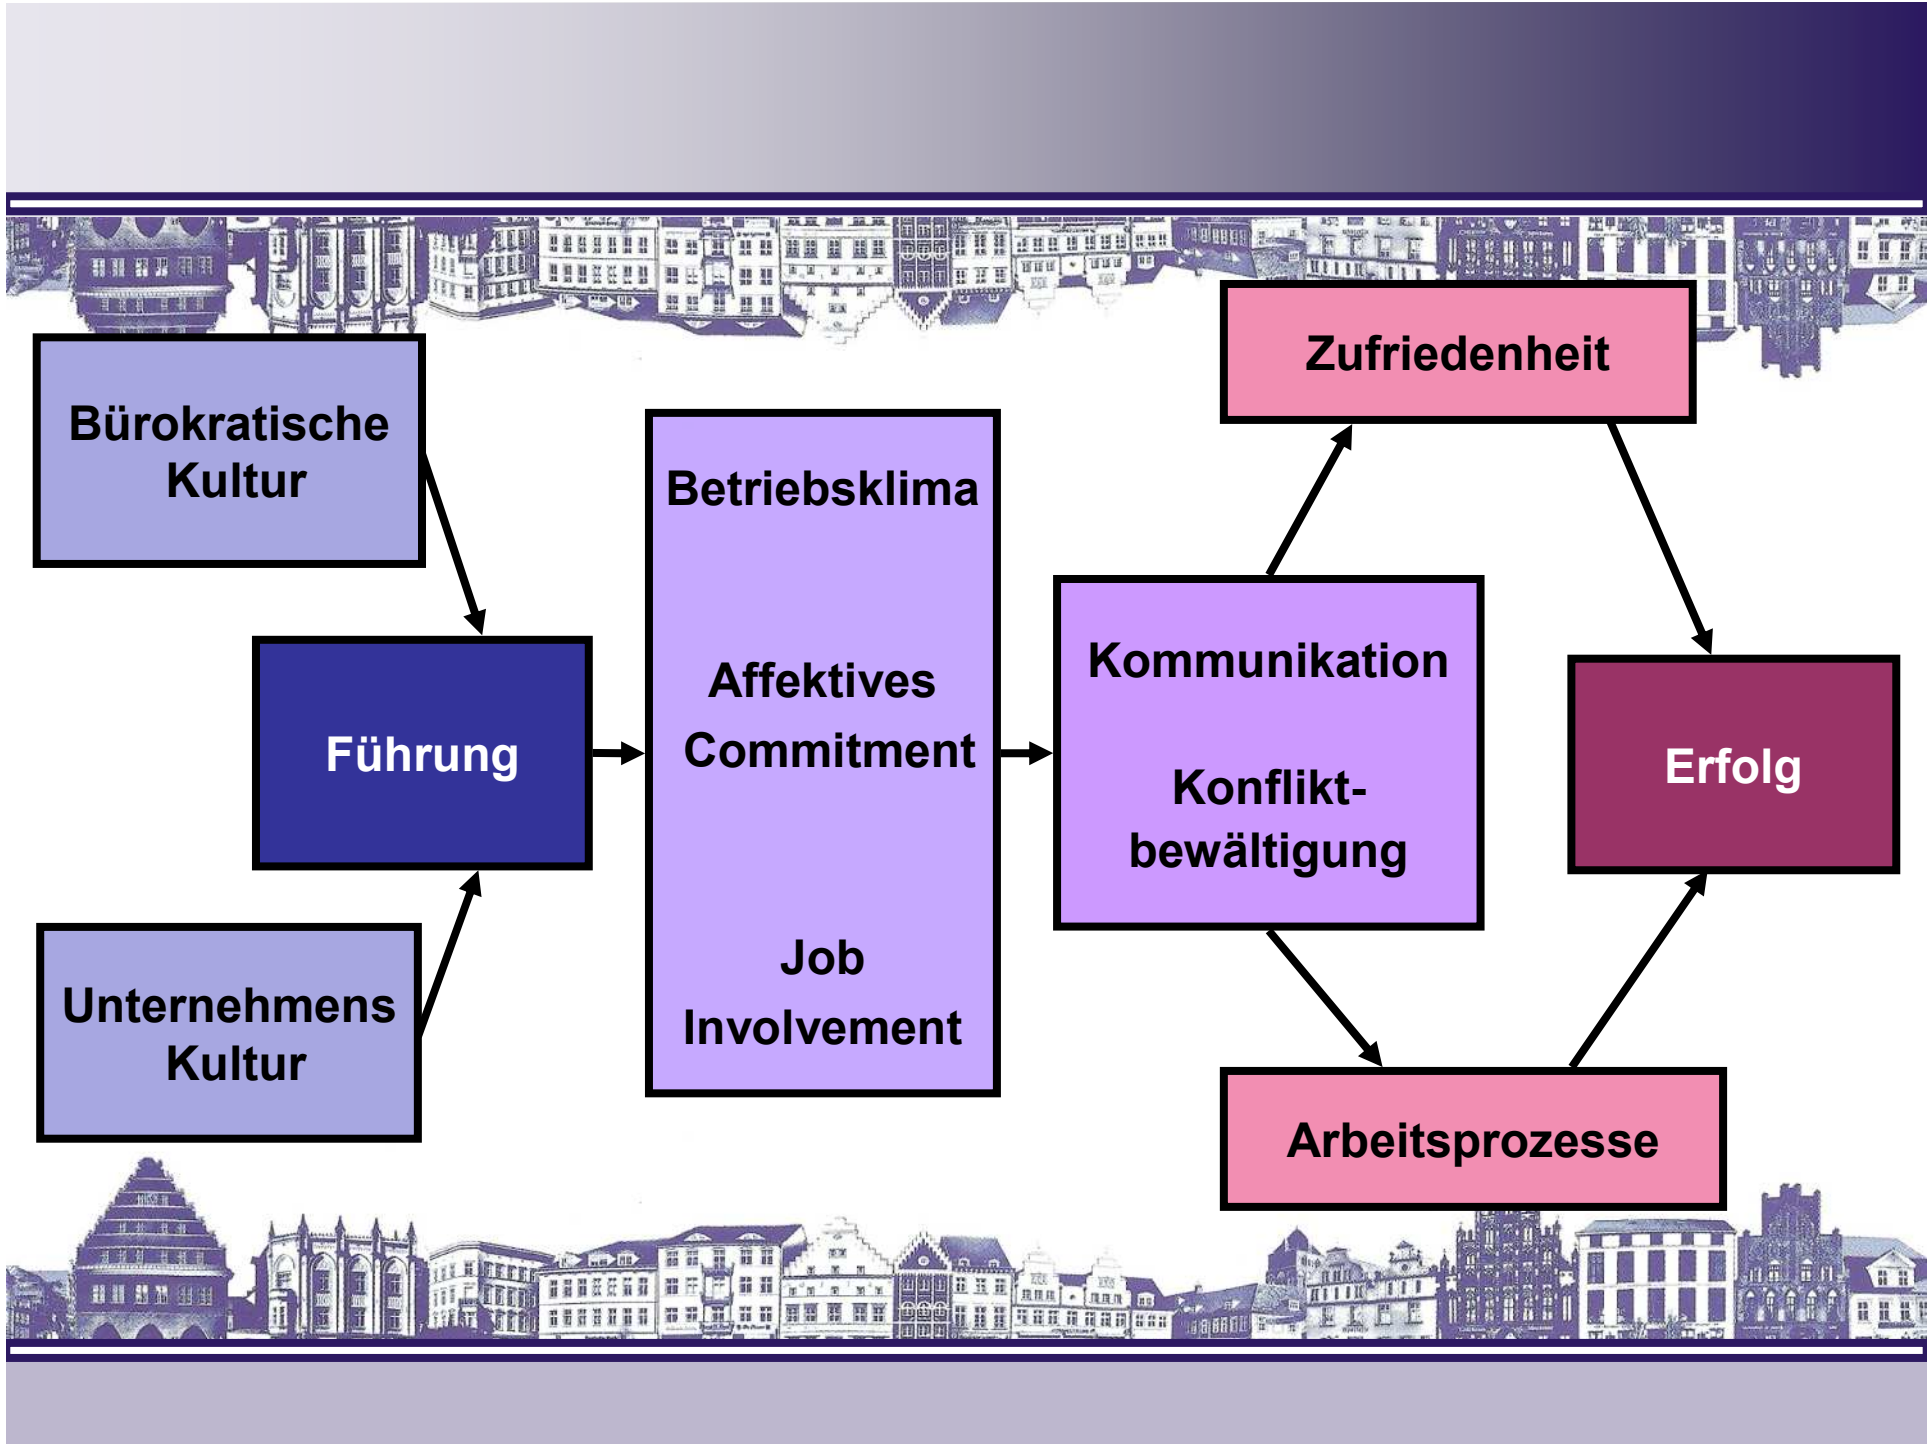 Bürokratische
Kultur
Unternehmens
Kultur
Führung
Betriebsklima
Affektives
Commitment
Job
Involvement
Kommunikation
Konflikt-
bewältigung
Zufriedenheit
Arbeitsprozesse
Erfolg